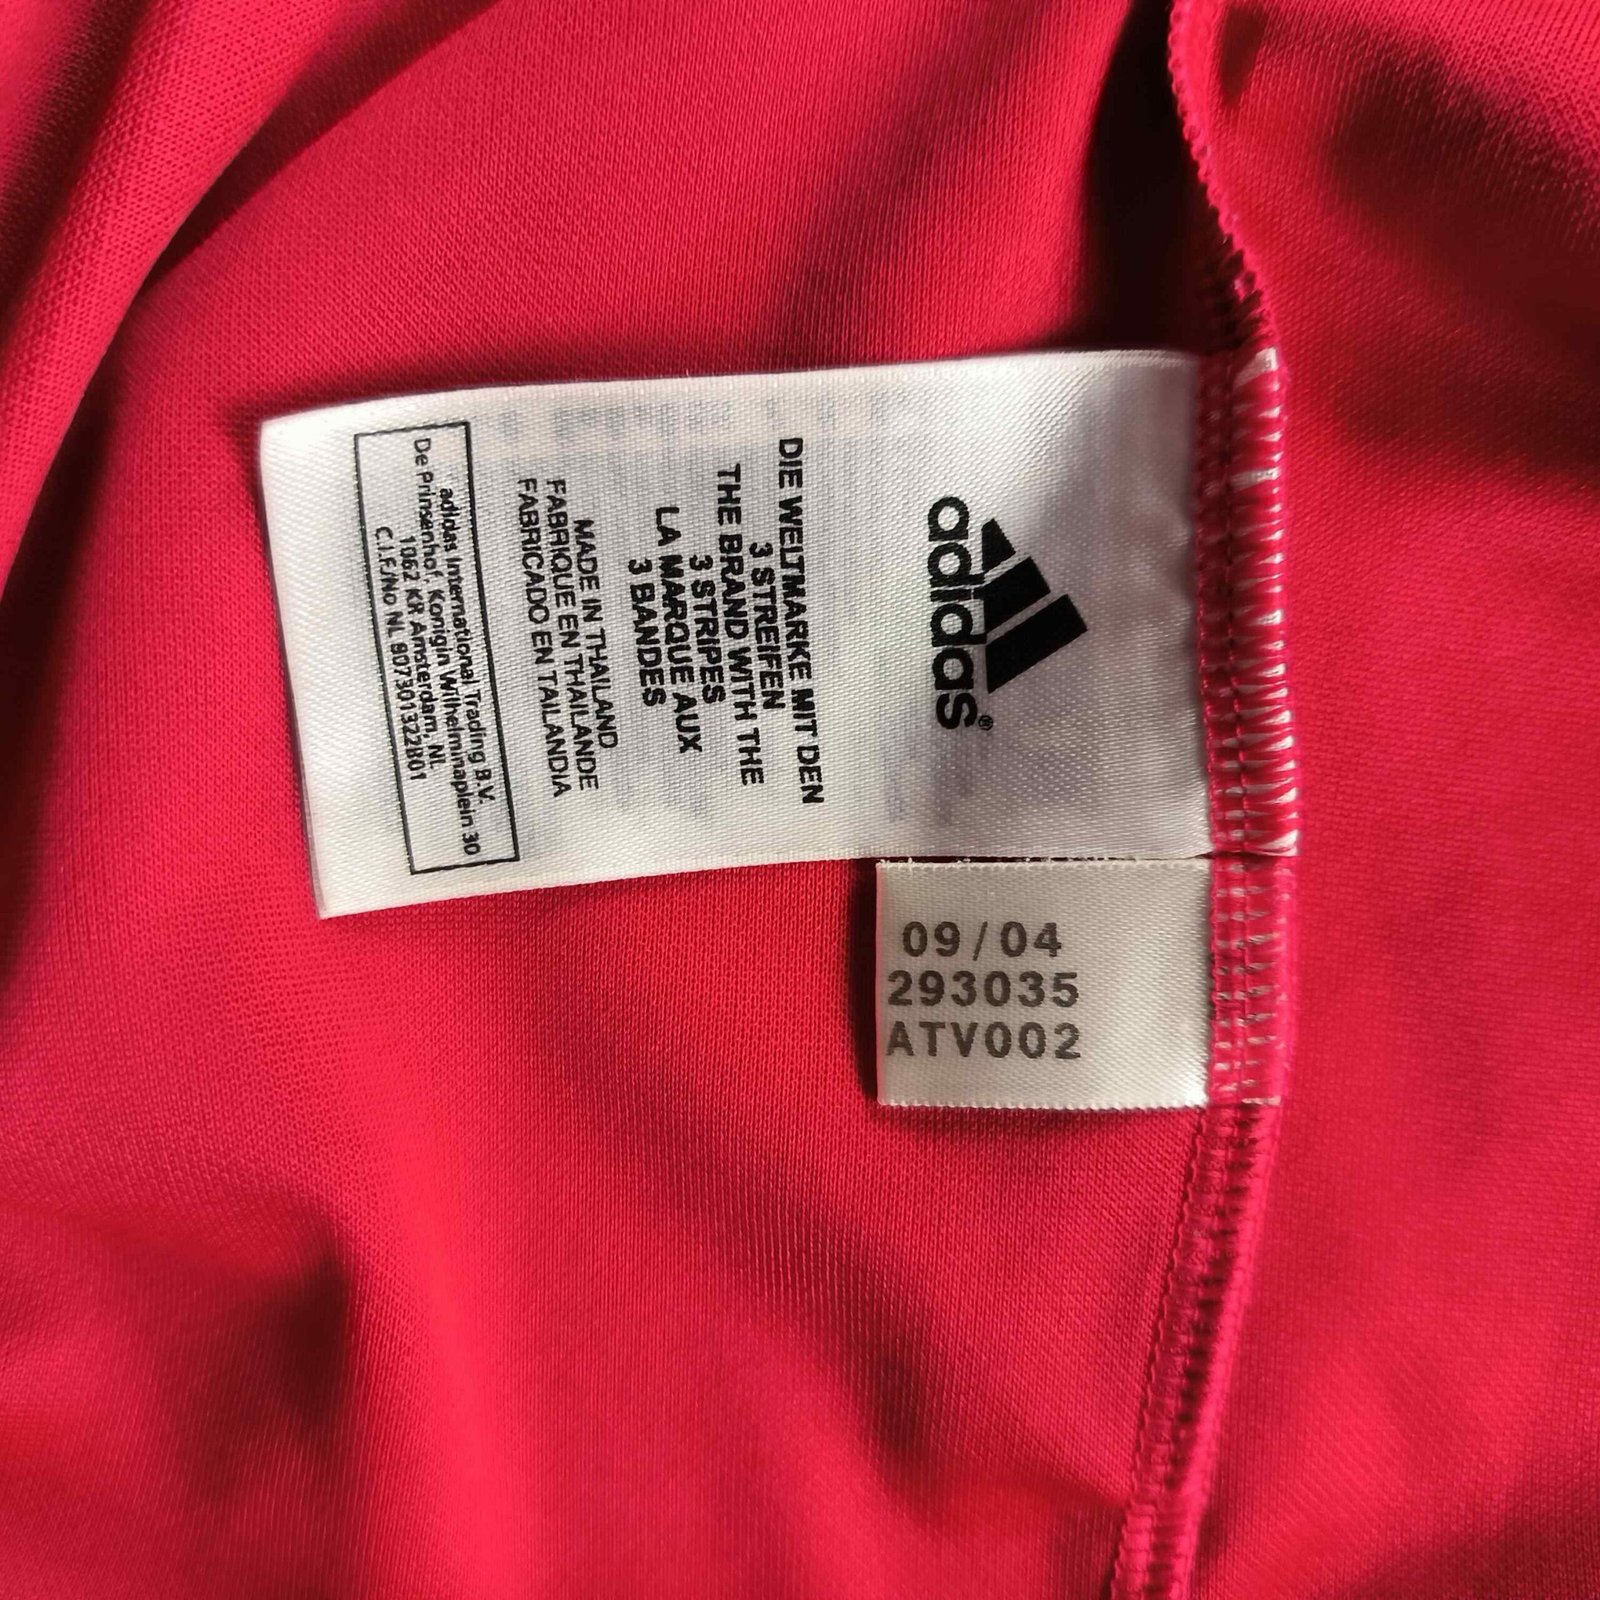 adidas®
DIE WELTMARKE MIT DEN
3 STREIFEN
THE BRAND WITH THE
3 STRIPES
LA MARQUE AUX
3 BANDES
MADE IN THAILAND
FABRIQUE EN THAILANDE
FABRICADO EN TAILANDIA
adidas International Trading B.V.
De Prinsenhof, Konigin Wilhelminaplein 30
1062 KR Amsterdam, NL
C.I.F./No NL 807301322B01
09/04
293035
ATV002